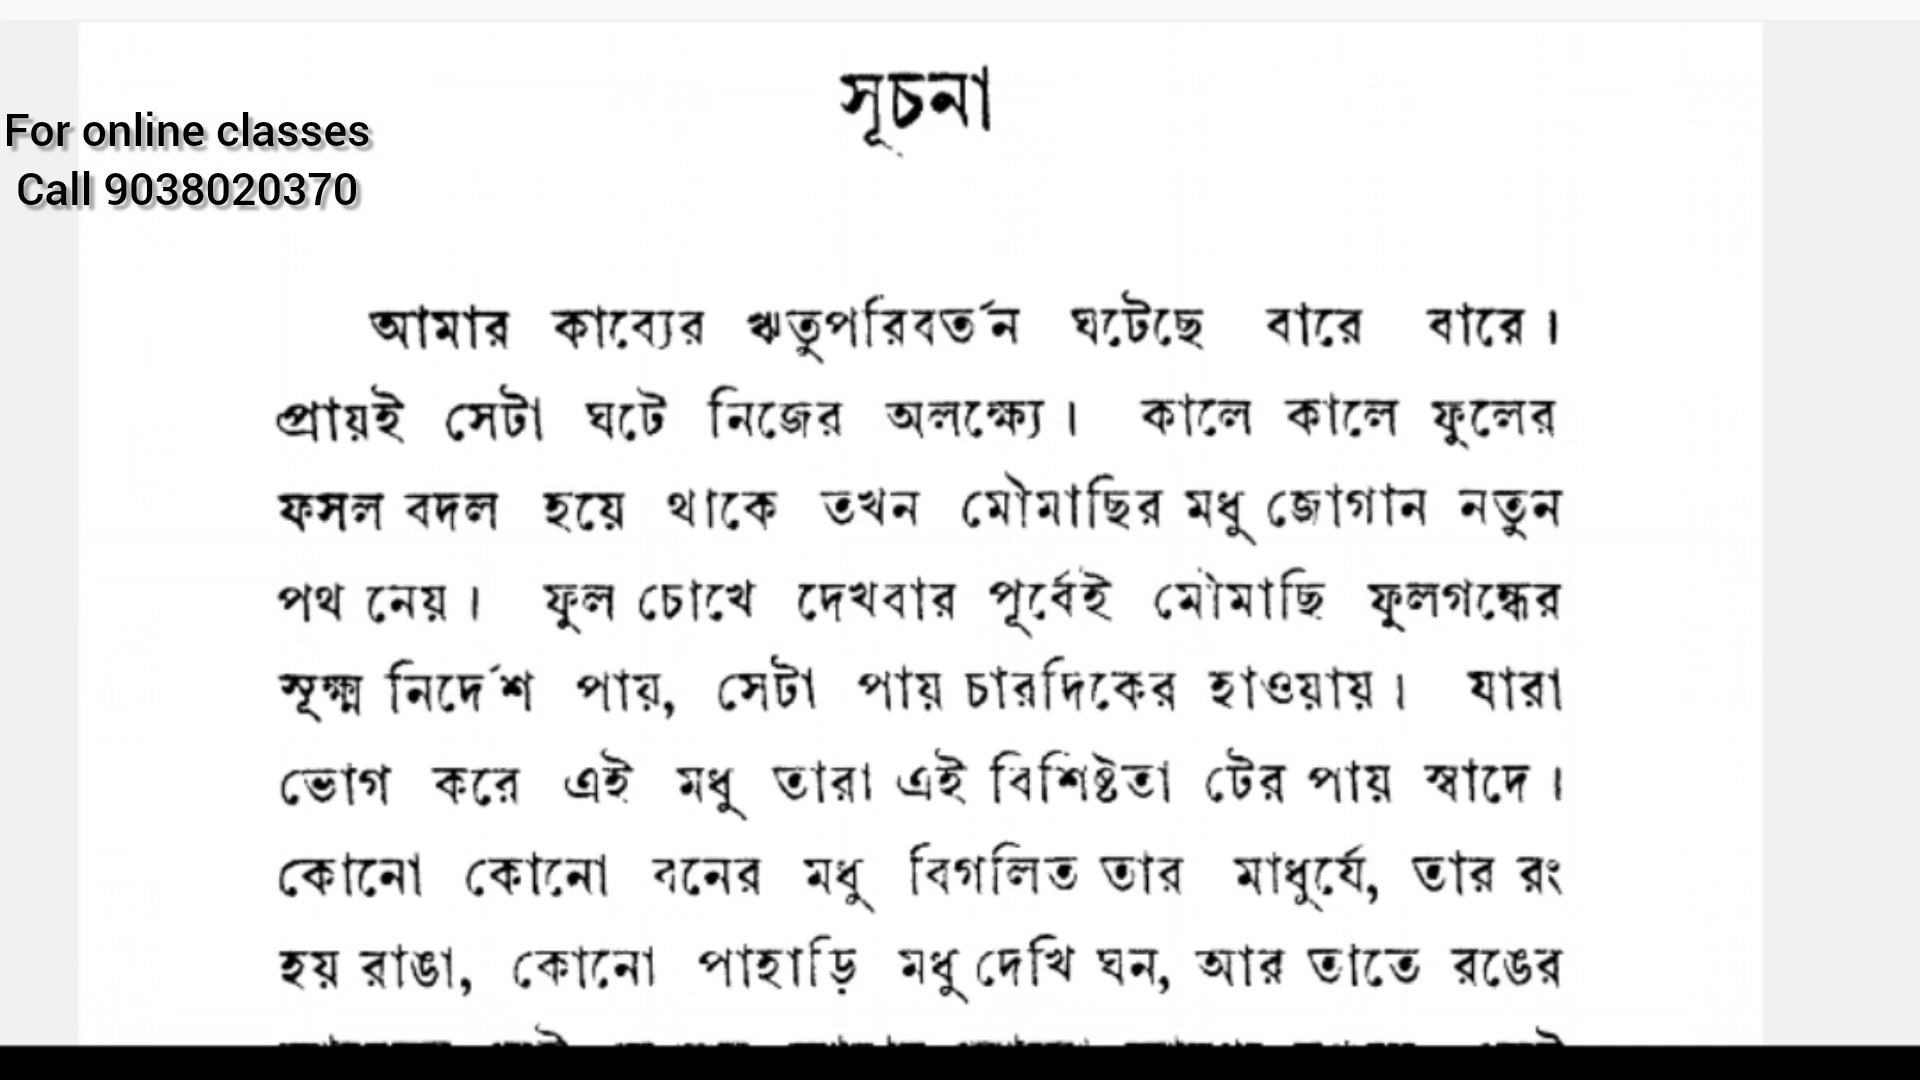 সূচনা
For online classes
Call 9038020370
আমার কাব্যের ঋতুপরিবর্তন ঘটেছে বারে বারে।
প্রায়ই সেটা ঘটে নিজের অলক্ষ্যে। কালে কালে ফুলের
ফসল বদল হয়ে থাকে তখন মৌমাছির মধু জোগান নতুন
পথ নেয়। ফুল চোখে দেখবার পূর্বেই মৌমাছি ফুলগন্ধের
সূক্ষ্ম নির্দেশ পায়, সেটা পায় চারদিকের হাওয়ায়। যারা
ভোগ করে এই মধু তারা এই বিশিষ্টতা টের পায় স্বাদে।
কোনো কোনো বনের মধু বিগলিত তার মাধুর্যে, তার রং
হয় রাঙা, কোনো পাহাড়ি মধু দেখি ঘন, আর তাতে রঙের